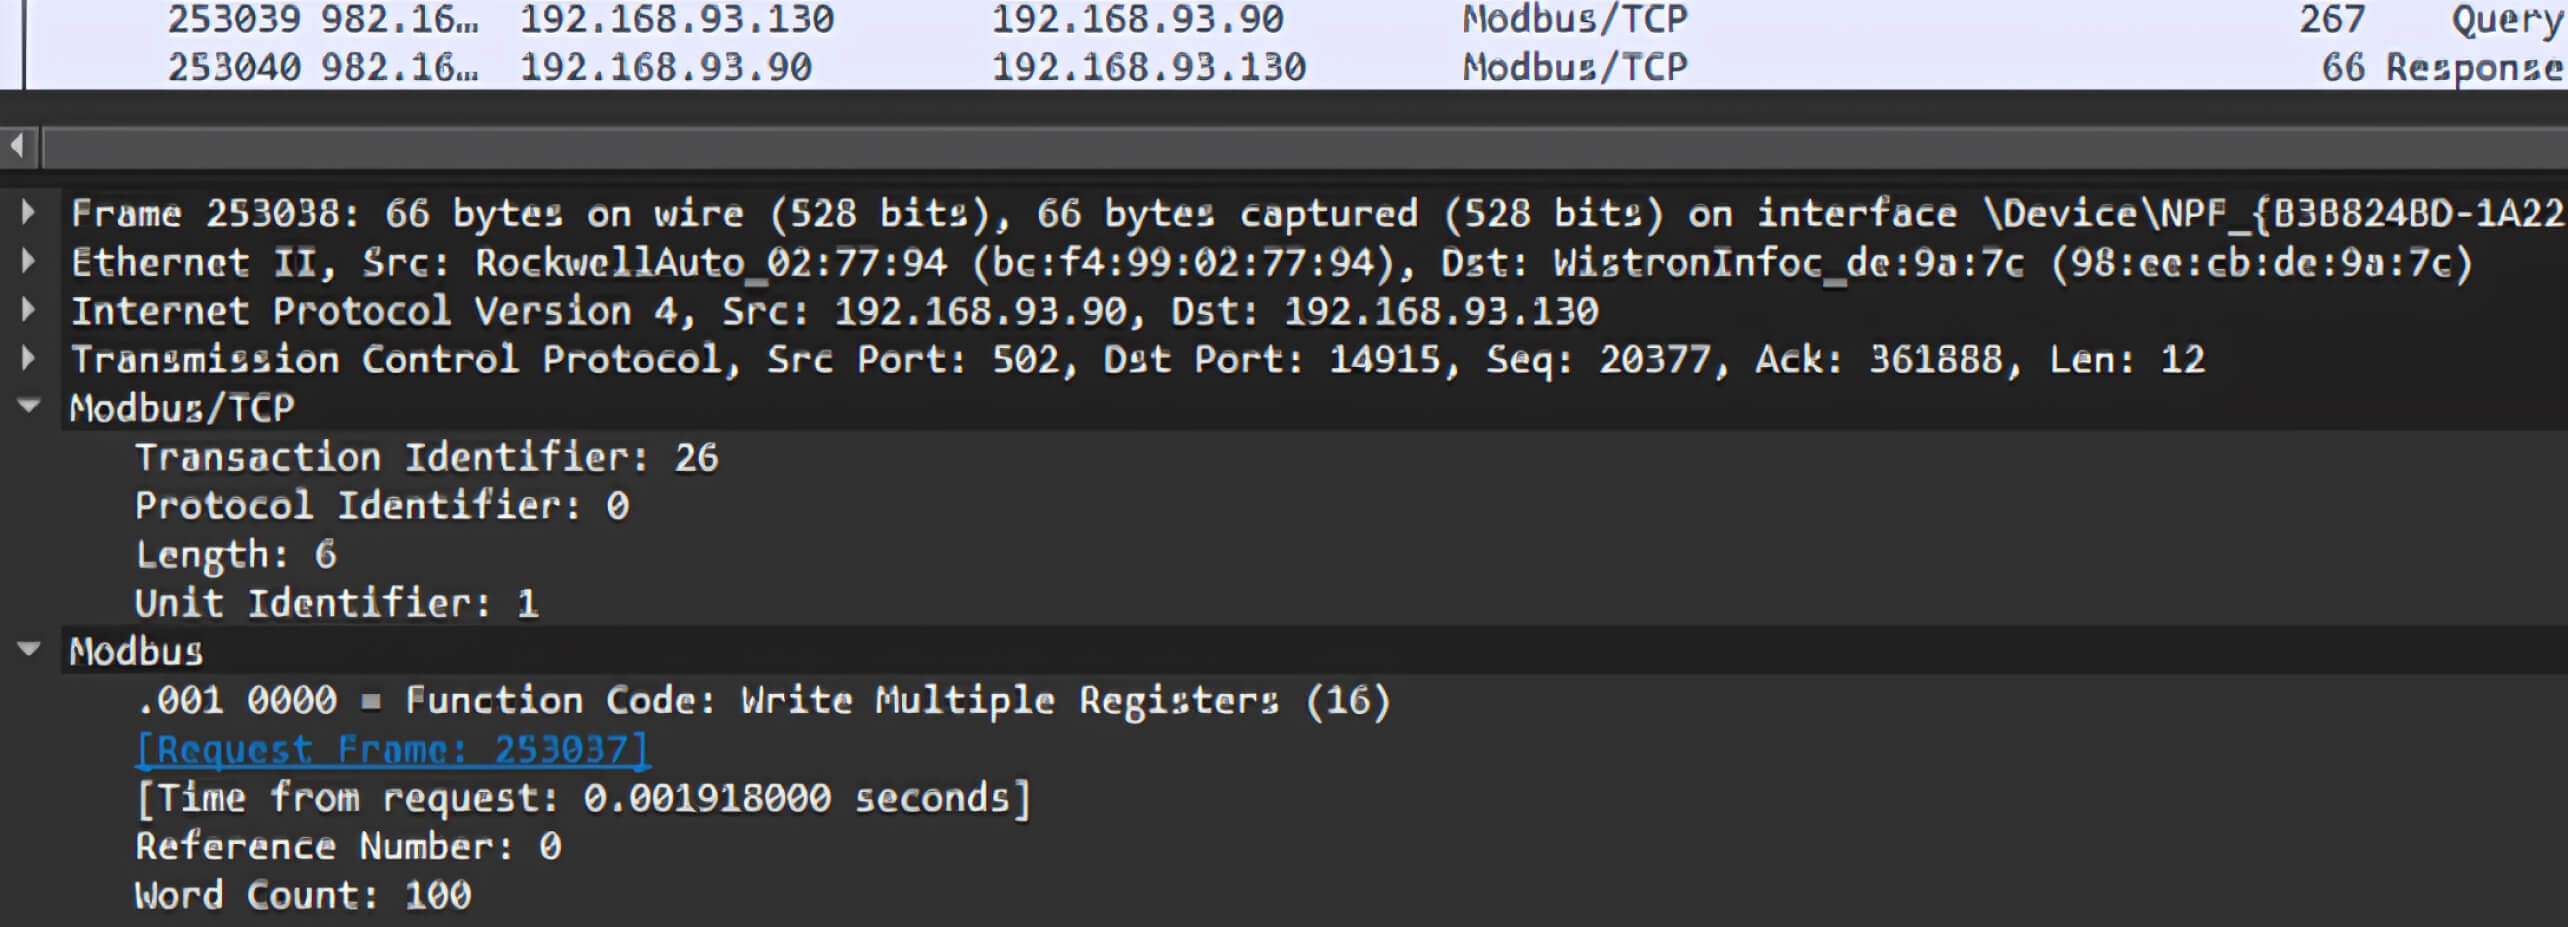 253039 982.16… 192.168.93.130 192.168.93.90 Modbus/TCP 267 Query
253040 982.16… 192.168.93.90 192.168.93.130 Modbus/TCP 66 Response
Frame 253038: 66 bytes on wire (528 bits), 66 bytes captured (528 bits) on interface \Device\NPF_{B3B824BD-1A22
Ethernet II, Src: RockwellAuto_02:77:94 (bc:f4:99:02:77:94), Dst: WistronInfoc_de:9a:7c (98:ee:cb:de:9a:7c)
Internet Protocol Version 4, Src: 192.168.93.90, Dst: 192.168.93.130
Transmission Control Protocol, Src Port: 502, Dst Port: 14915, Seq: 20377, Ack: 361888, Len: 12
Modbus/TCP
Transaction Identifier: 26
Protocol Identifier: 0
Length: 6
Unit Identifier: 1
Modbus
.001 0000 = Function Code: Write Multiple Registers (16)
[Request Frame: 253037]
[Time from request: 0.001918000 seconds]
Reference Number: 0
Word Count: 100